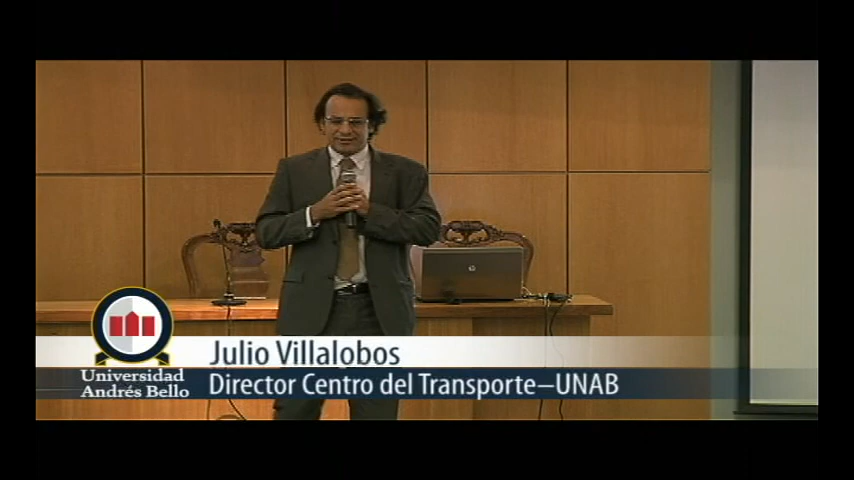 Julio Villalobos
Director Centro del Transporte–UNAB
Universidad
Andrés Bello